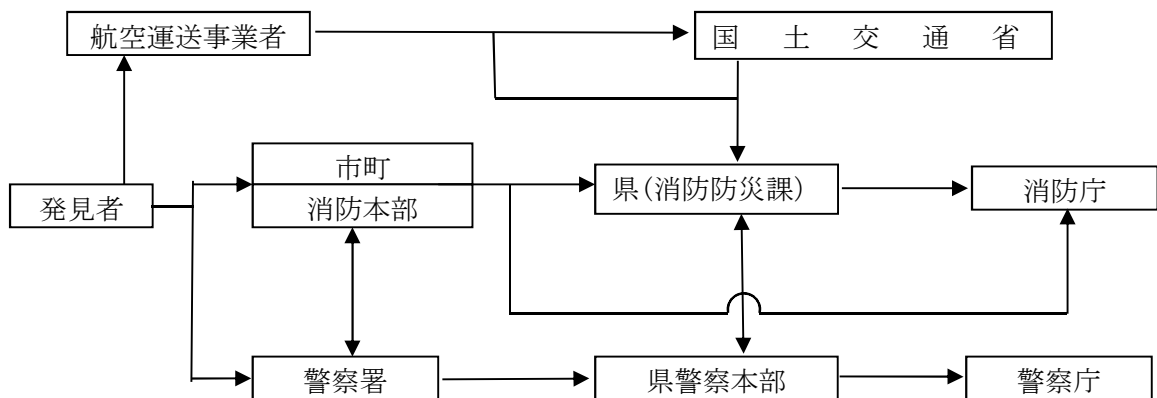 航空運送事業者
国土交通省
市町
消防本部
県(消防防災課)
消防庁
発見者
警察署
県警察本部
警察庁